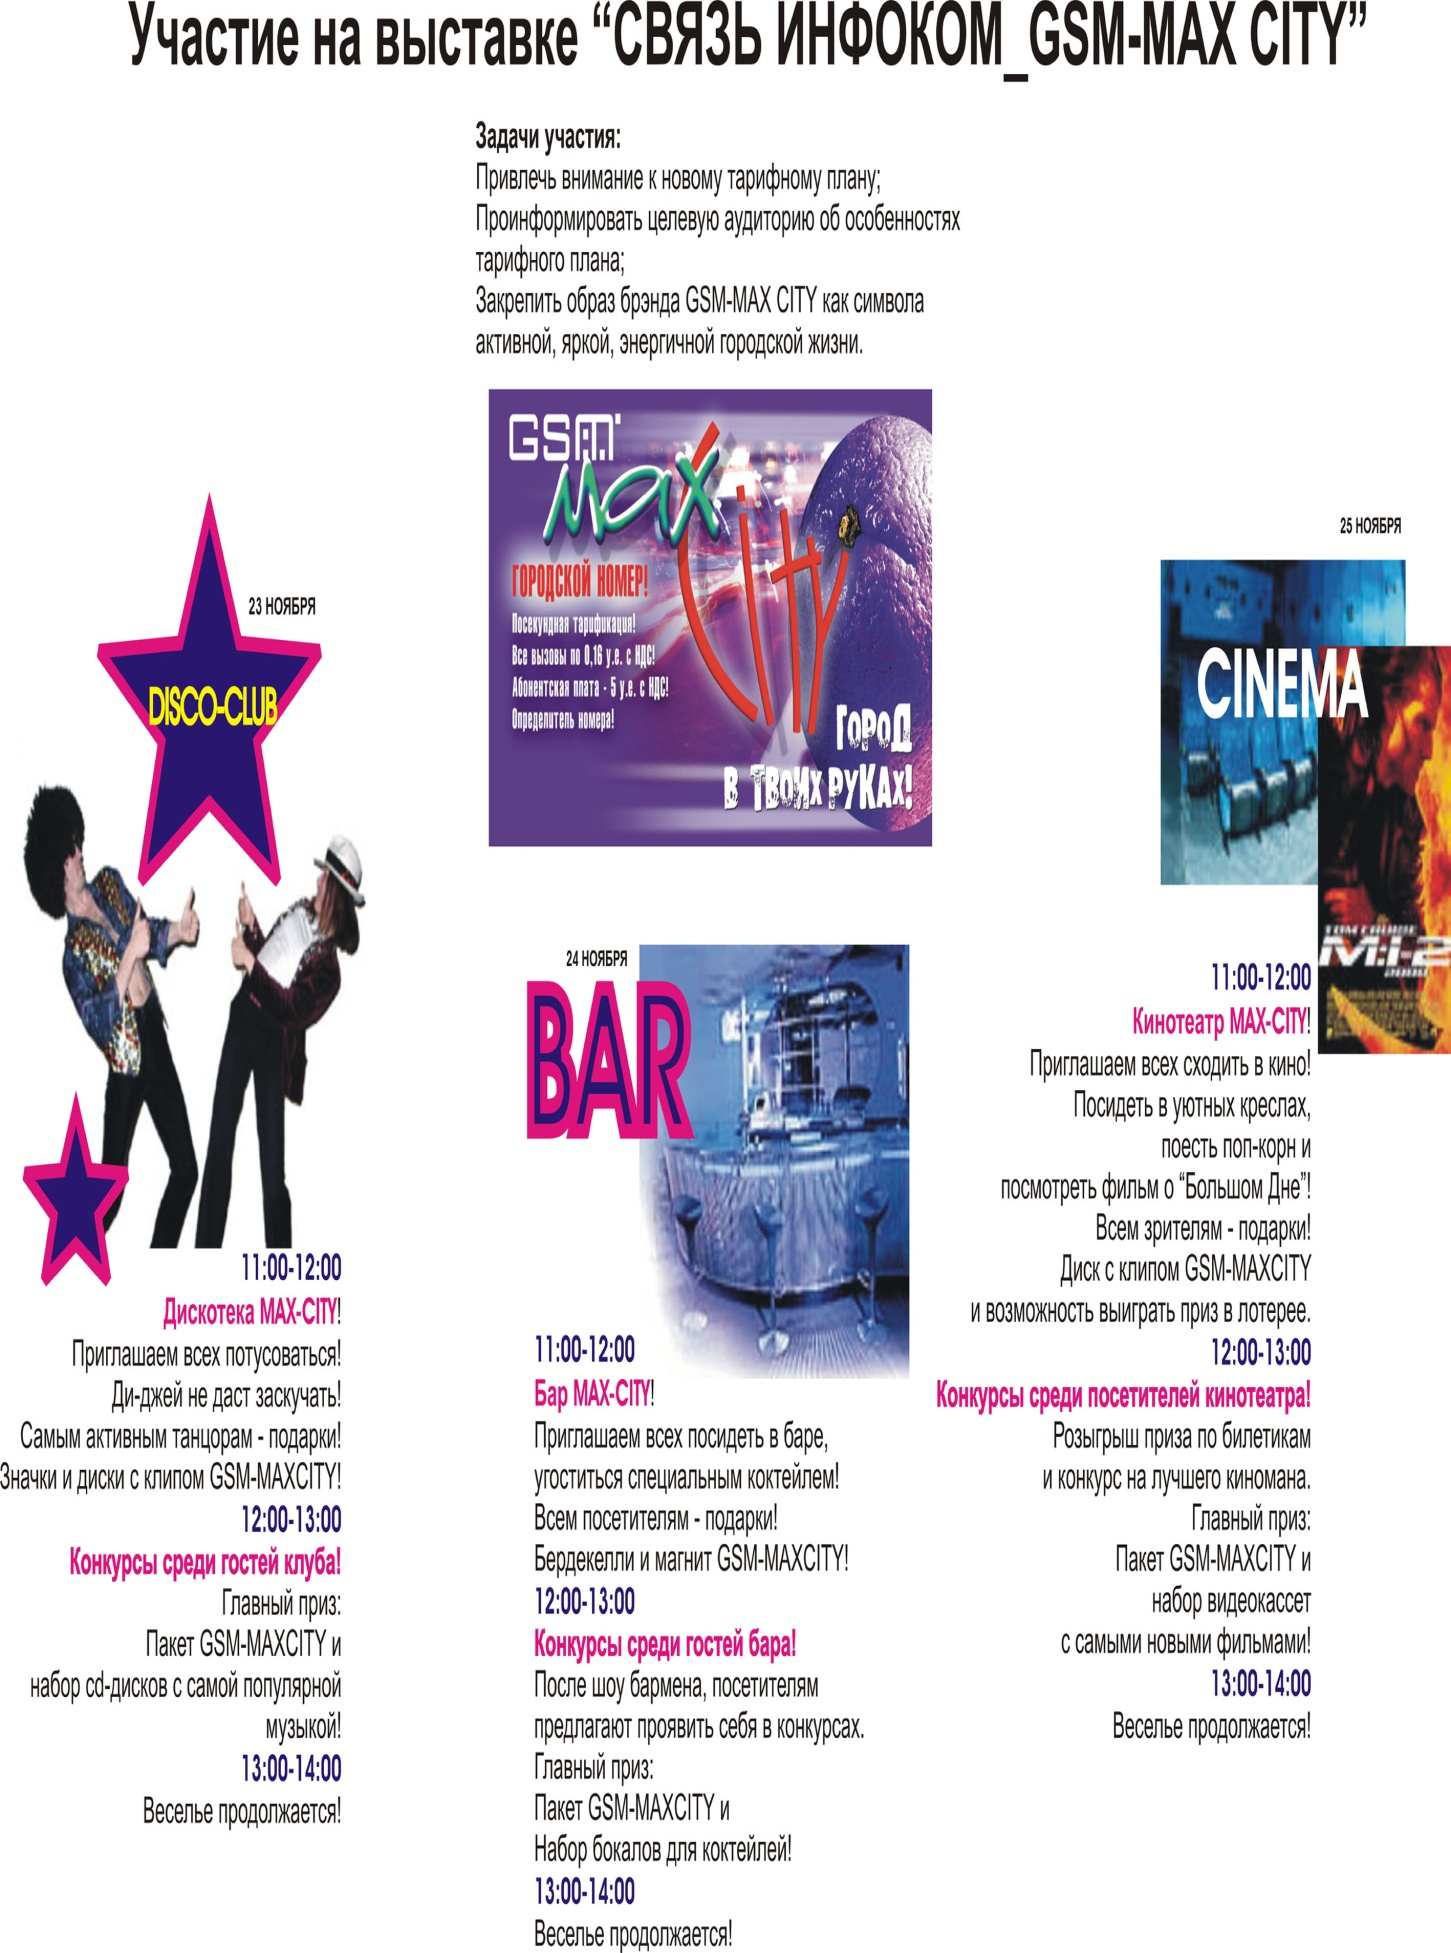 Участие на выставке “СВЯЗЬ ИНФОКОМ_GSM-MAX CITY”
Задачи участия:
Привлечь внимание к новому тарифному плану;
Проинформировать целевую аудиторию об особенностях
тарифного плана;
Закрепить образ брэнда GSM-MAX CITY как символа
активной, яркой, энергичной городской жизни.
GSM
Max
City
ГОРОДСКОЙ НОМЕР!
Посекундная тарификация!
Все вызовы по 0,16 у.е. с НДС!
Абонентская плата - 5 у.е. с НДС!
Определитель номера!
ГОРОД
В ТВОИХ РУКАХ!
23 НОЯБРЯ
DISCO-CLUB
11:00-12:00
Дискотека MAX-CITY!
Приглашаем всех потусоваться!
Ди-джей не даст заскучать!
Самым активным танцорам - подарки!
Значки и диски с клипом GSM-MAXCITY!
12:00-13:00
Конкурсы среди гостей клуба!
Главный приз:
Пакет GSM-MAXCITY и
набор cd-дисков с самой популярной
музыкой!
13:00-14:00
Веселье продолжается!
24 НОЯБРЯ
BAR
11:00-12:00
Бар MAX-CITY!
Приглашаем всех посидеть в баре,
угоститься специальным коктейлем!
Всем посетителям - подарки!
Бердекелли и магнит GSM-MAXCITY!
12:00-13:00
Конкурсы среди гостей бара!
После шоу бармена, посетителям
предлагают проявить себя в конкурсах.
Главный приз:
Пакет GSM-MAXCITY и
Набор бокалов для коктейлей!
13:00-14:00
Веселье продолжается!
25 НОЯБРЯ
CINEMA
TOM CRUISE
M:I-2
11:00-12:00
Кинотеатр MAX-CITY!
Приглашаем всех сходить в кино!
Посидеть в уютных креслах,
поесть поп-корн и
посмотреть фильм о “Большом Дне”!
Всем зрителям - подарки!
Диск с клипом GSM-MAXCITY
и возможность выиграть приз в лотерее.
12:00-13:00
Конкурсы среди посетителей кинотеатра!
Розыгрыш приза по билетикам
и конкурс на лучшего киномана.
Главный приз:
Пакет GSM-MAXCITY и
набор видеокассет
с самыми новыми фильмами!
13:00-14:00
Веселье продолжается!